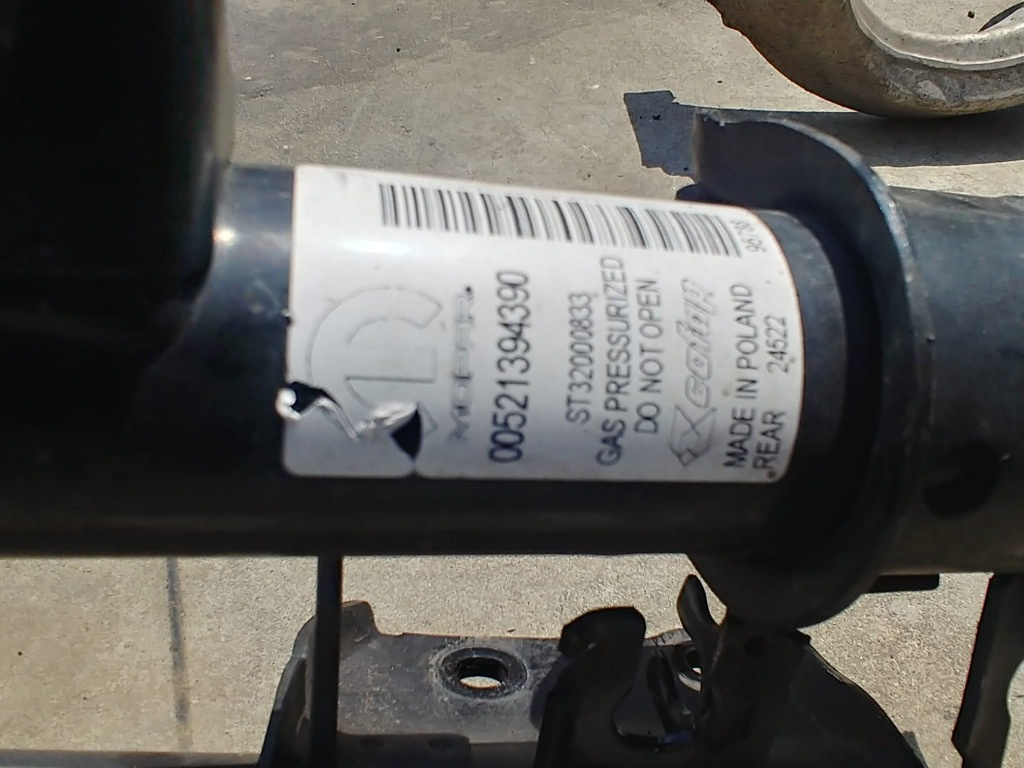 MOPAR.
00521394390
ST32000833
GAS PRESSURIZED
DO NOT OPEN
MADE IN POLAND
24522
REAR